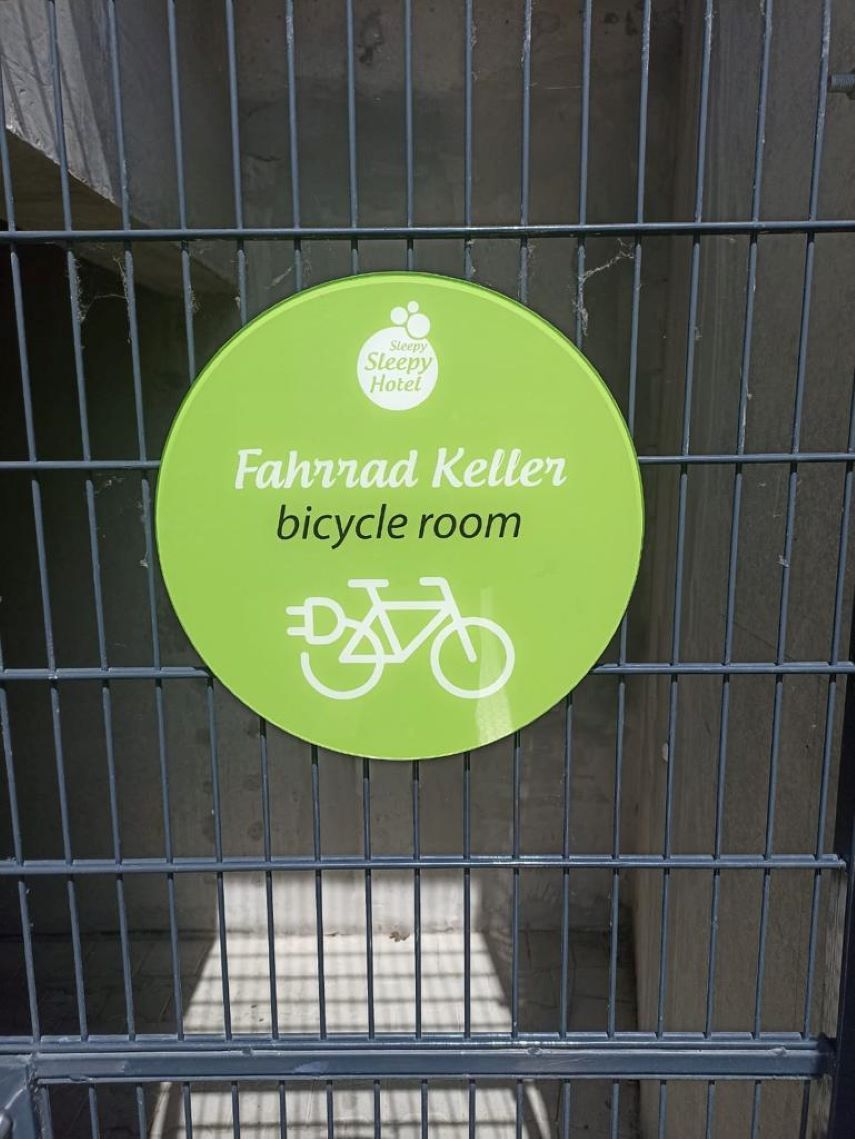 Sleepy
Sleepy
Hotel
Fahrrad Keller
bicycle room